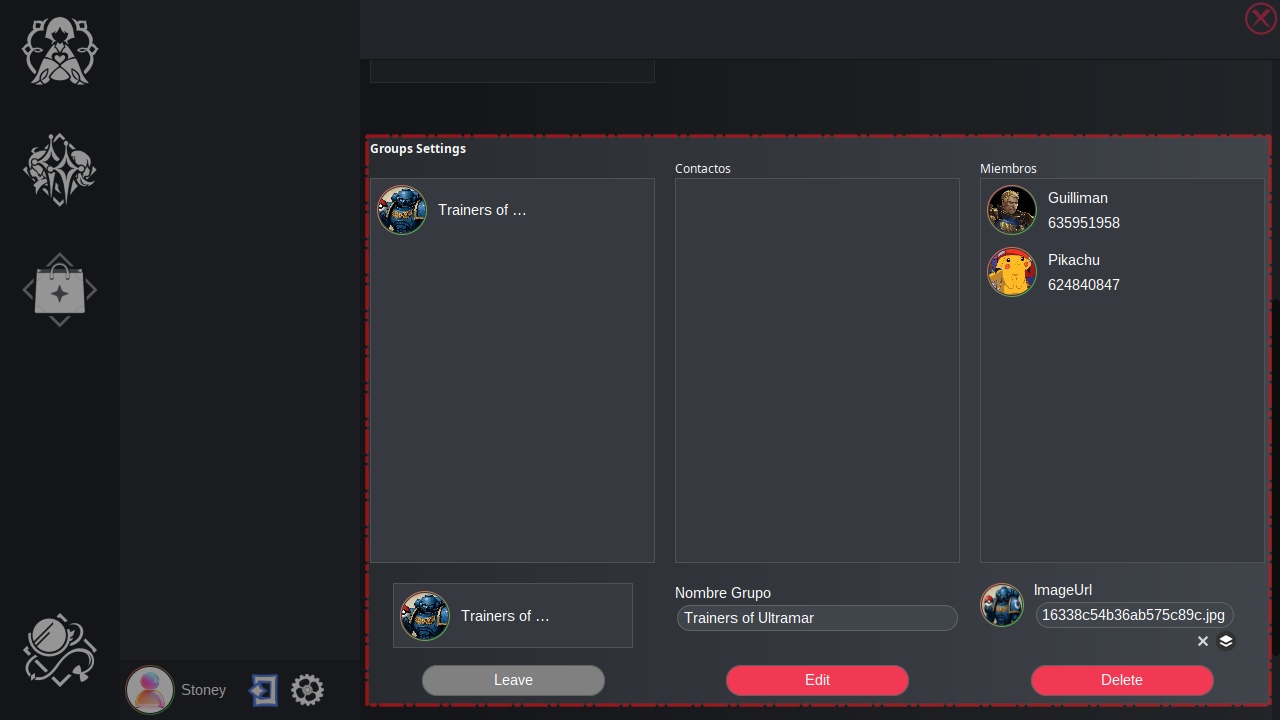 Groups Settings
Contactos
Miembros
Trainers of …
Guilliman
635951958
Pikachu
624840847
Trainers of …
Nombre Grupo
Trainers of Ultramar
ImageUrl
16338c54b36ab575c89c.jpg
Leave
Edit
Delete
Stoney